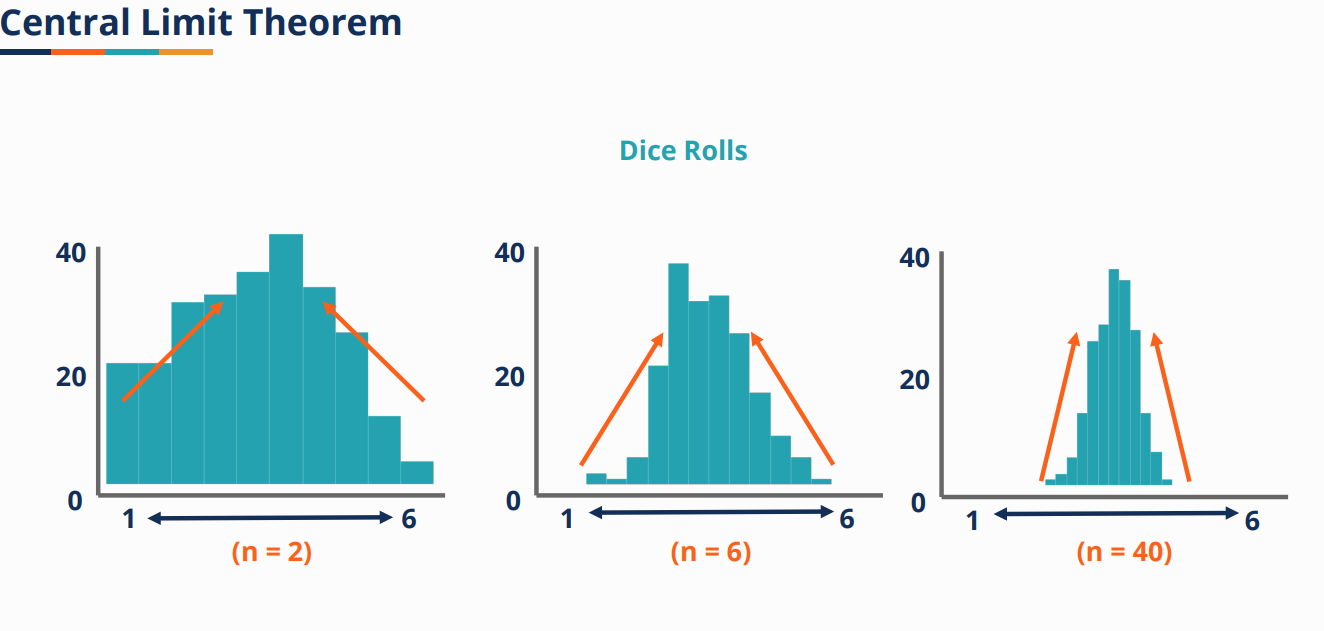 Central Limit Theorem
Dice Rolls
40
20
0
1 6
(n = 2)
40
20
0
1 6
(n = 6)
40
20
0
1 6
(n = 40)